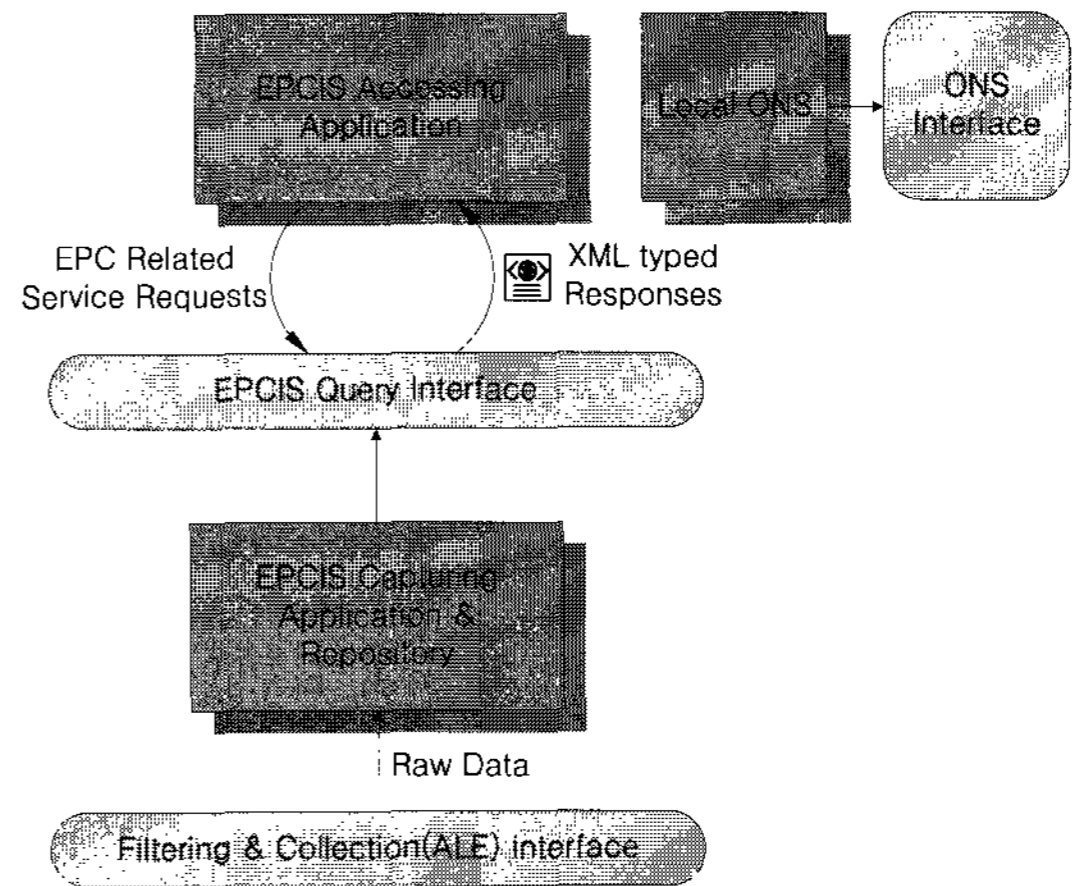 EPCIS Accessing
Application
Local ONS
ONS
Interface
EPC Related
Service Requests
XML typed
Responses
EPCIS Query Interface
EPCIS Capturing
Application &
Repository
Raw Data
Filtering & Collection(ALE) interface